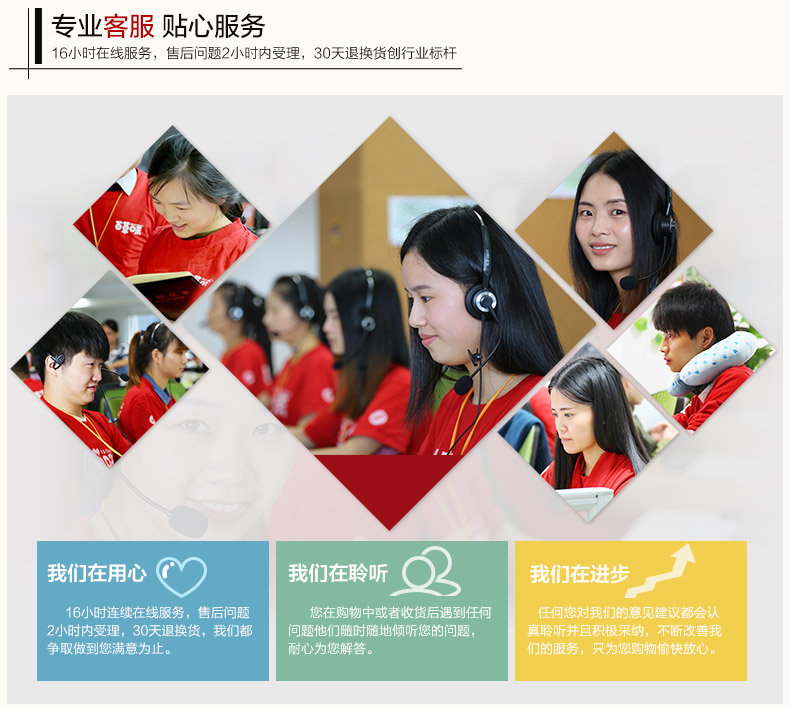 专业客服 贴心服务
16小时在线服务，售后问题2小时内受理，30天退换货创行业标杆
我们在用心
16小时连续在线服务，售后问题
2小时内受理，30天退换货，我们都
争取做到您满意为止。
我们在聆听
您在购物中或者收货后遇到任何
问题他们随时随地倾听您的问题，
耐心为您解答。
我们在进步
任何您对我们的意见建议都会认
真聆听并且积极采纳，不断改善我
们的服务，只为您购物愉快放心。